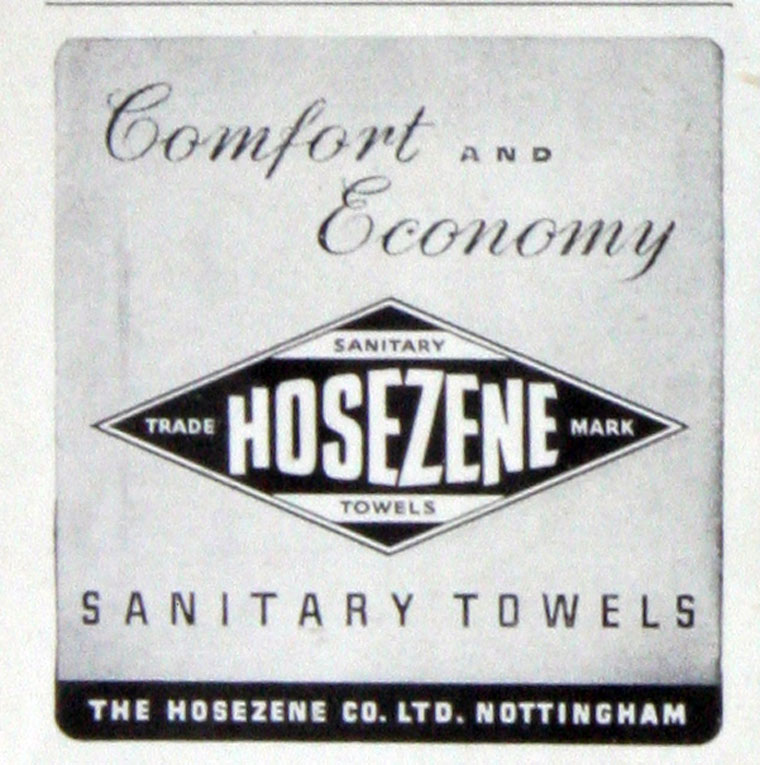 Comfort AND
Economy
SANITARY
TRADE HOSEZENE MARK
TOWELS
SANITARY TOWELS
THE HOSEZENE CO. LTD. NOTTINGHAM